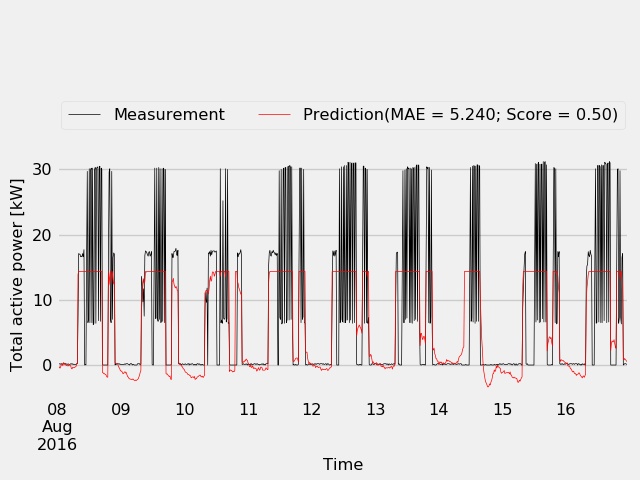 Measurement
Prediction(MAE = 5.240; Score = 0.50)
Total active power [kW]
30
20
10
0
08 09 10 11 12 13 14 15 16
Aug
2016
Time